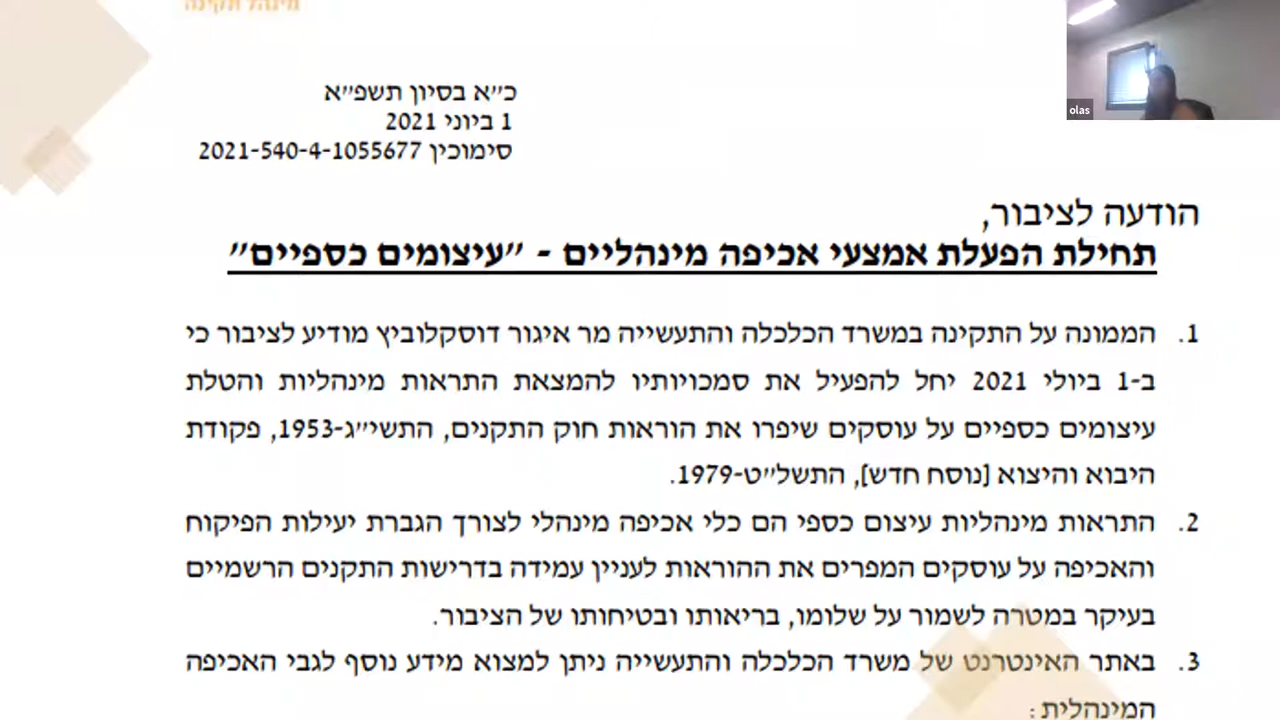 מינהל תקינה
כ״א בסיון תשפ״א
1 ביוני 2021
סימוכין 2021-540-4-1055677
olas
הודעה לציבור,
תחילת הפעלת אמצעי אכיפה מינהליים - ״עיצומים כספיים״
1. הממונה על התקינה במשרד הכלכלה והתעשייה מר איגור דוסקלוביץ מודיע לציבור כי
ב-1 ביולי 2021 יחל להפעיל את סמכויותיו להמצאת התראות מינהליות והטלת
עיצומים כספיים על עוסקים שיפרו את הוראות חוק התקנים, התשי״ג-1953, פקודת
היבוא והיצוא [נוסח חדש], התשל״ט-1979.
2. התראות מינהליות עיצום כספי הם כלי אכיפה מינהלי לצורך הגברת יעילות הפיקוח
והאכיפה על עוסקים המפרים את ההוראות לעניין עמידה בדרישות התקנים הרשמיים
בעיקר במטרה לשמור על שלומו, בריאותו ובטיחותו של הציבור.
3. באתר האינטרנט של משרד הכלכלה והתעשייה ניתן למצוא מידע נוסף לגבי האכיפה
המינהלית :